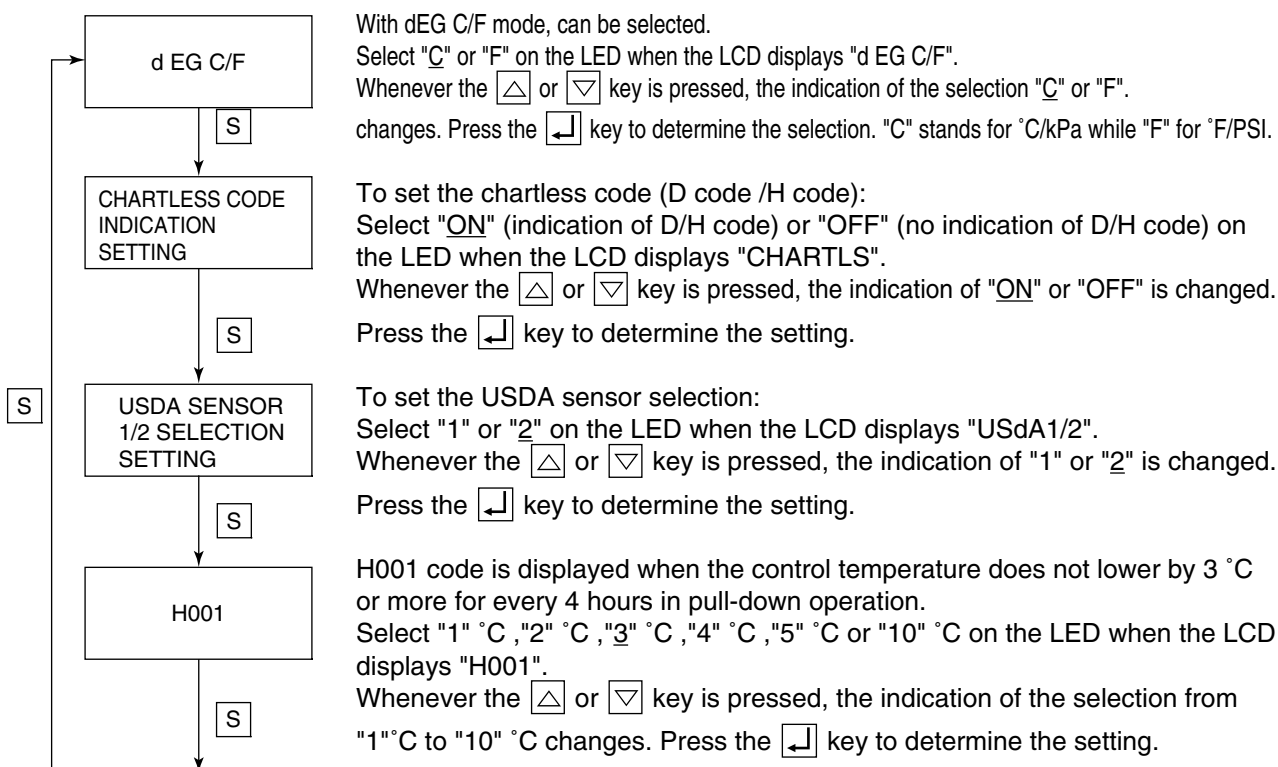 d EG C/F
With dEG C/F mode, can be selected.
Select "C" or "F" on the LED when the LCD displays "d EG C/F".
Whenever the △ or ▽ key is pressed, the indication of the selection "C" or "F".
changes. Press the ↵ key to determine the selection. "C" stands for ˚C/kPa while "F" for ˚F/PSI.
S
CHARTLESS CODE
INDICATION
SETTING
To set the chartless code (D code /H code):
Select "ON" (indication of D/H code) or "OFF" (no indication of D/H code) on
the LED when the LCD displays "CHARTLS".
Whenever the △ or ▽ key is pressed, the indication of "ON" or "OFF" is changed.
Press the ↵ key to determine the setting.
S
S
USDA SENSOR
1/2 SELECTION
SETTING
To set the USDA sensor selection:
Select "1" or "2" on the LED when the LCD displays "USdA1/2".
Whenever the △ or ▽ key is pressed, the indication of "1" or "2" is changed.
Press the ↵ key to determine the setting.
S
H001
H001 code is displayed when the control temperature does not lower by 3 ˚C
or more for every 4 hours in pull-down operation.
Select "1" ˚C ,"2" ˚C ,"3" ˚C ,"4" ˚C ,"5" ˚C or "10" ˚C on the LED when the LCD
displays "H001".
Whenever the △ or ▽ key is pressed, the indication of the selection from
"1"˚C to "10" ˚C changes. Press the ↵ key to determine the setting.
S